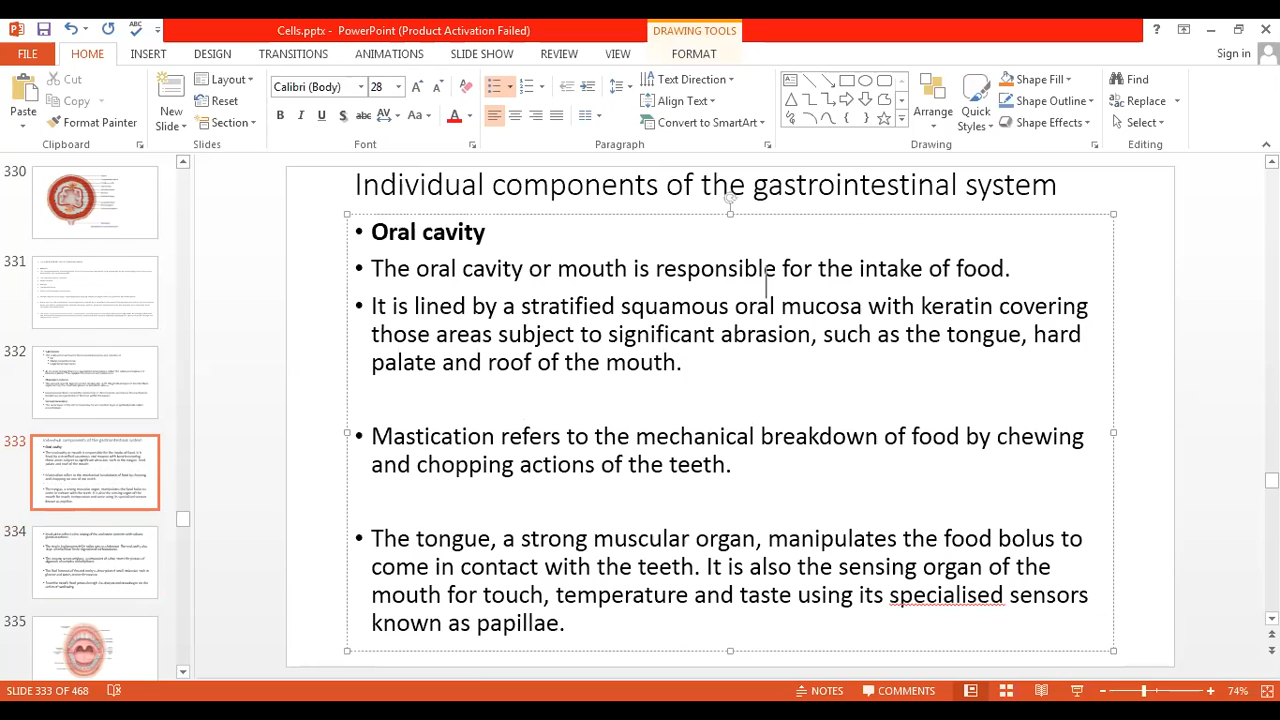 Cells.pptx - PowerPoint (Product Activation Failed)
DRAWING TOOLS
FILE HOME INSERT DESIGN TRANSITIONS ANIMATIONS SLIDE SHOW REVIEW VIEW FORMAT Sign in
Paste Cut Copy Format Painter
Clipboard
New Slide Layout Reset Section
Slides
Calibri (Body) 28
B I U S abc AV Aa A
Font
Text Direction Align Text Convert to SmartArt
Paragraph
Arrange Quick Styles Shape Fill Shape Outline Shape Effects
Drawing
Find Replace Select
Editing
330
331
332
333
334
335
Individual components of the gastrointestinal system
• Oral cavity
• The oral cavity or mouth is responsible for the intake of food.
• It is lined by a stratified squamous oral mucosa with keratin covering
those areas subject to significant abrasion, such as the tongue, hard
palate and roof of the mouth.
• Mastication refers to the mechanical breakdown of food by chewing
and chopping actions of the teeth.
• The tongue, a strong muscular organ, manipulates the food bolus to
come in contact with the teeth. It is also the sensing organ of the
mouth for touch, temperature and taste using its specialised sensors
known as papillae.
SLIDE 333 OF 468 NOTES COMMENTS 74%